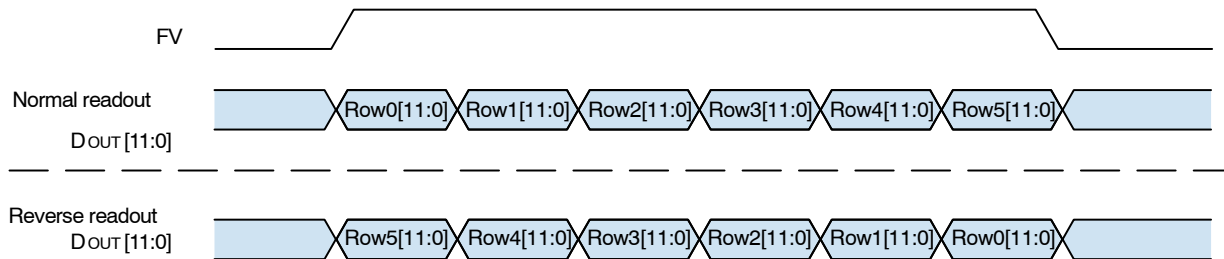 FV
Normal readout
DOUT [11:0]
Row0[11:0] Row1[11:0] Row2[11:0] Row3[11:0] Row4[11:0] Row5[11:0]
Reverse readout
DOUT [11:0]
Row5[11:0] Row4[11:0] Row3[11:0] Row2[11:0] Row1[11:0] Row0[11:0]